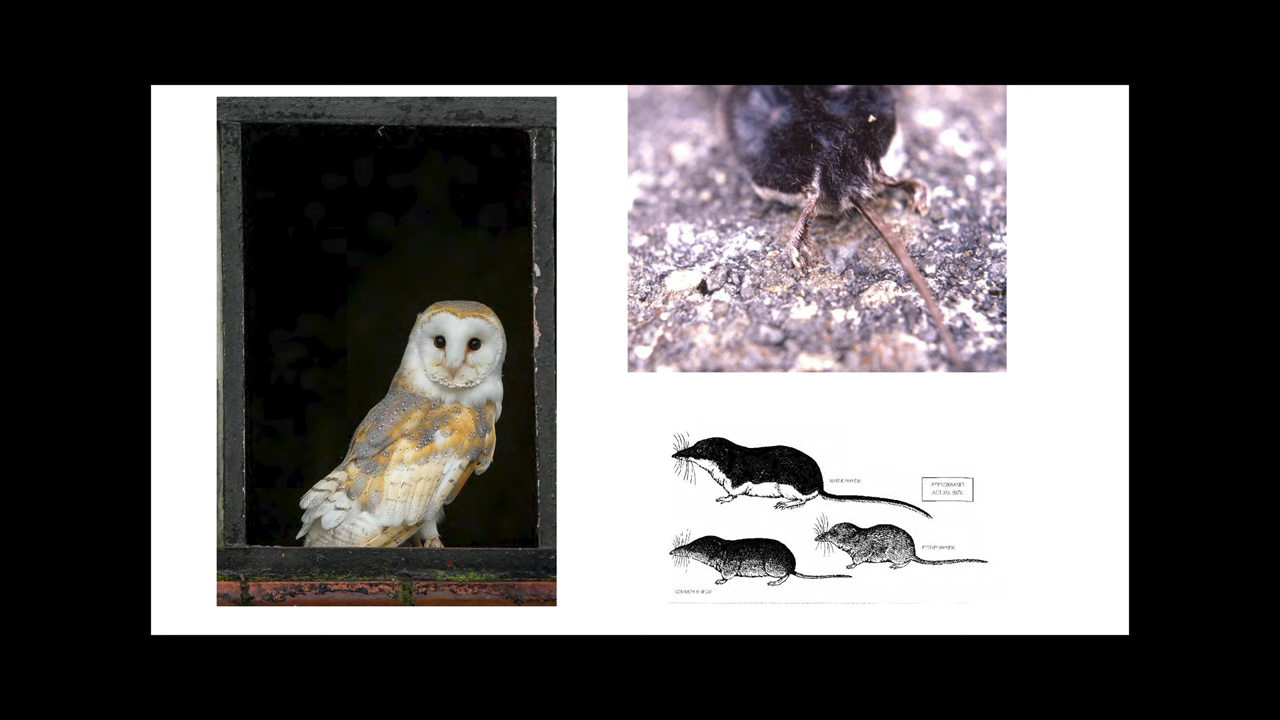 WATER SHREW
APPROXIMATE
ACTUAL SIZE
PYGMY SHREW
COMMON SHREW